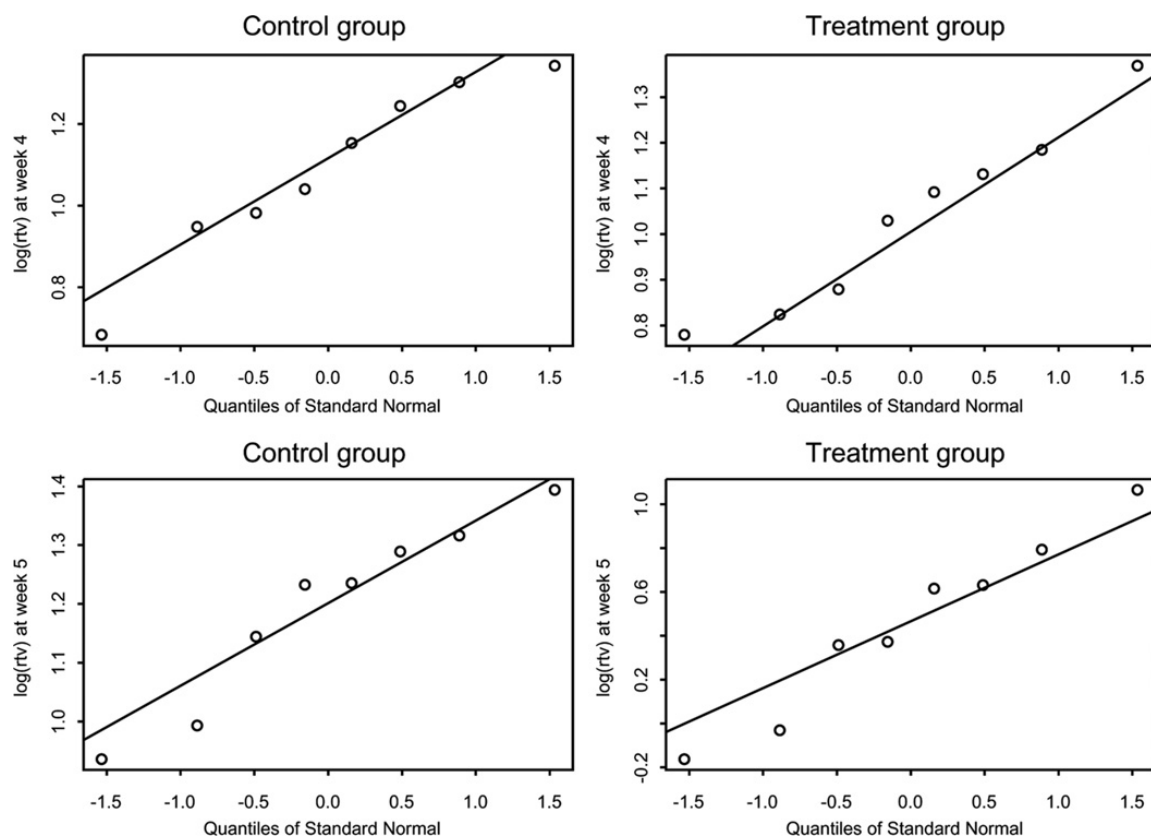 Control group
log(rtv) at week 4
1.2
1.0
0.8
-1.5 -1.0 -0.5 0.0 0.5 1.0 1.5
Quantiles of Standard Normal
Treatment group
log(rtv) at week 4
1.3
1.2
1.1
1.0
0.9
0.8
-1.5 -1.0 -0.5 0.0 0.5 1.0 1.5
Quantiles of Standard Normal
Control group
log(rtv) at week 5
1.4
1.3
1.2
1.1
1.0
-1.5 -1.0 -0.5 0.0 0.5 1.0 1.5
Quantiles of Standard Normal
Treatment group
log(rtv) at week 5
1.0
0.6
0.2
-0.2
-1.5 -1.0 -0.5 0.0 0.5 1.0 1.5
Quantiles of Standard Normal